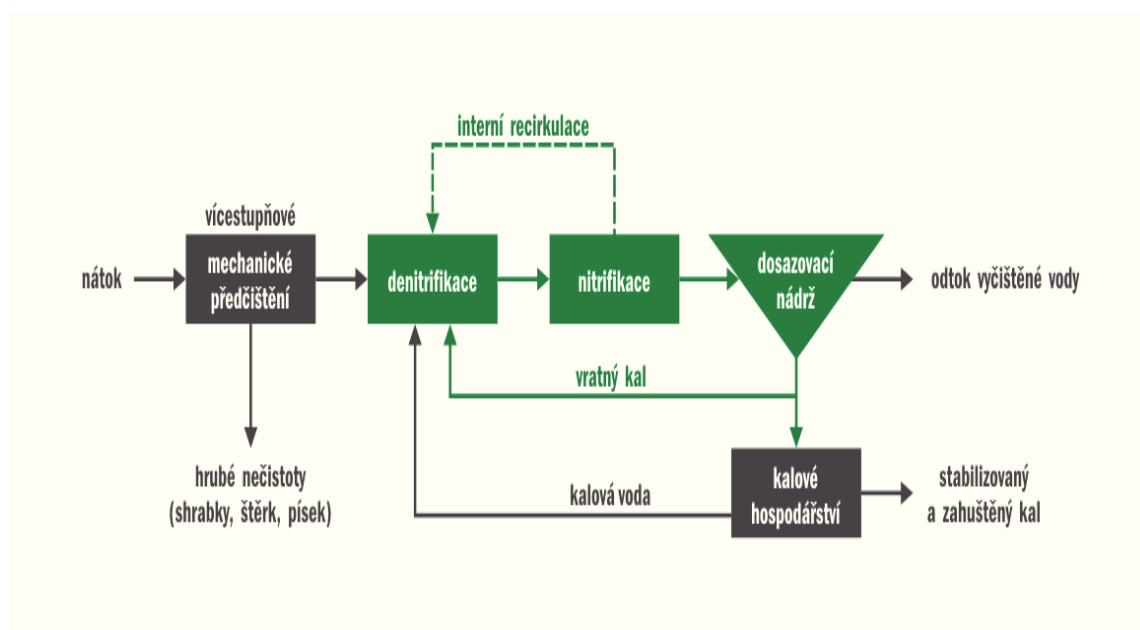 interní recirkulace
vícestupňové
nátok
mechanické
předčištění
denitrifikace
nitrifikace
dosazovací
nádrž
odtok vyčištěné vody
vratný kal
hrubé nečistoty
(shrabky, štěrk, písek)
kalová voda
kalové
hospodářství
stabilizovaný
a zahuštěný kal